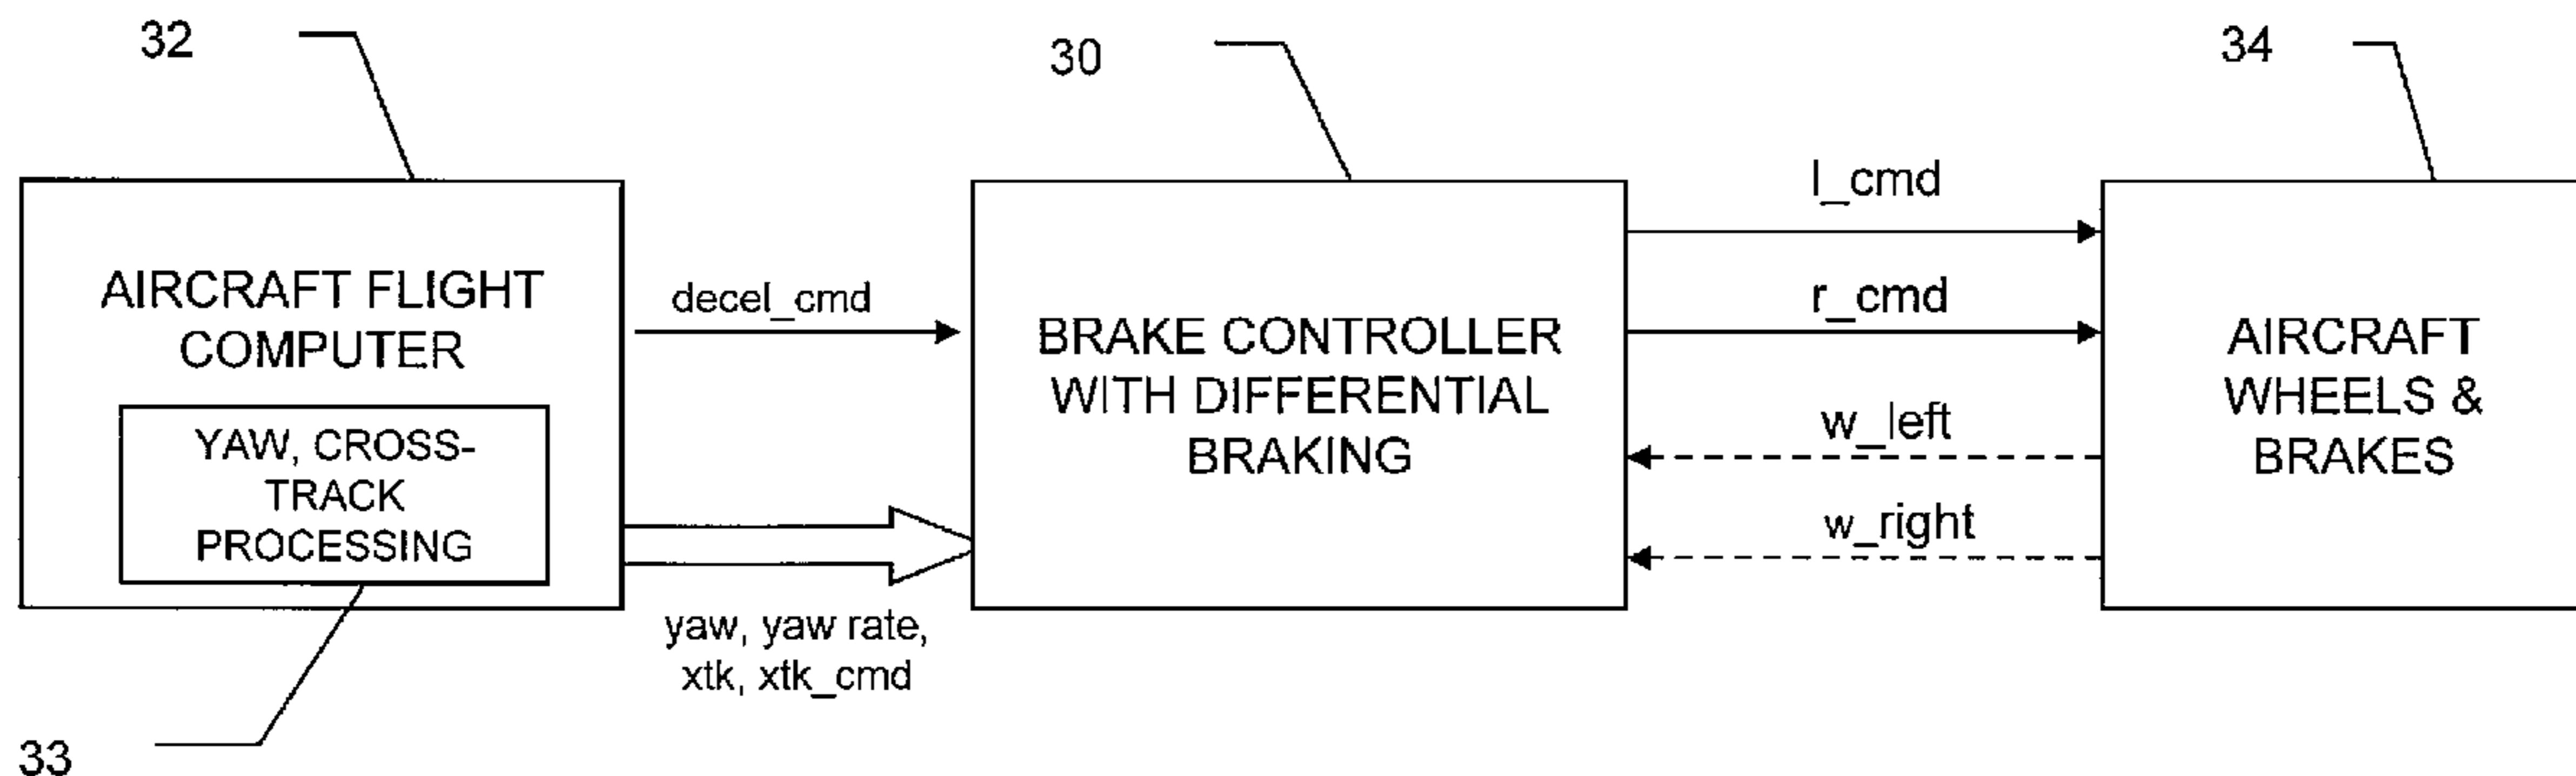 32
30
34
AIRCRAFT FLIGHT
COMPUTER
YAW, CROSS-
TRACK
PROCESSING
33
decel_cmd
yaw, yaw rate,
xtk, xtk_cmd
BRAKE CONTROLLER
WITH DIFFERENTIAL
BRAKING
l_cmd
r_cmd
w_left
w_right
AIRCRAFT
WHEELS &
BRAKES